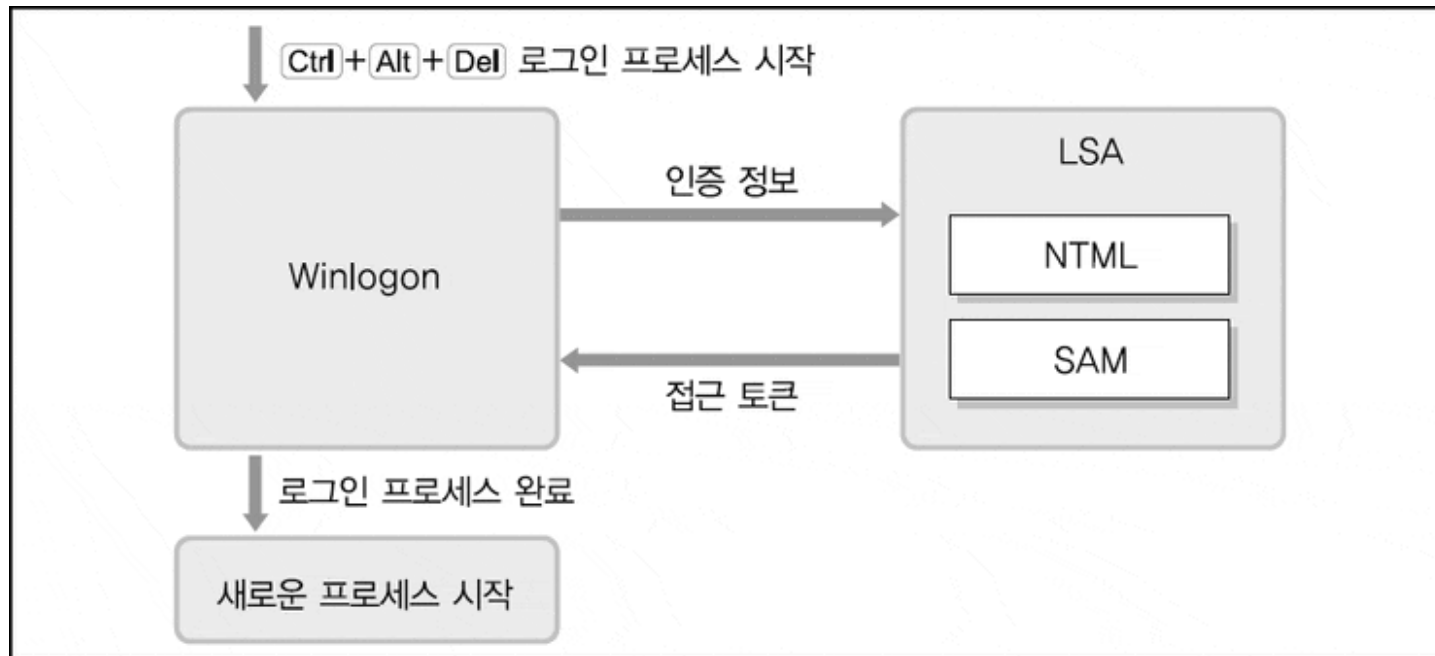 Ctrl+Alt+Del 로그인 프로세스 시작
LSA
인증 정보
NTML
Winlogon
SAM
접근 토큰
로그인 프로세스 완료
새로운 프로세스 시작